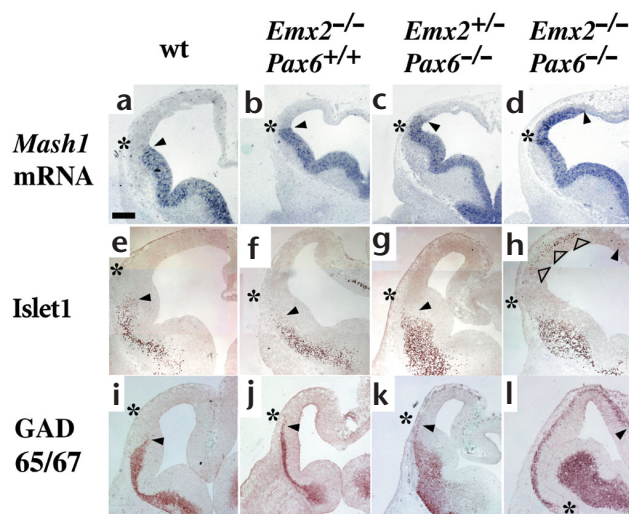 wt
Emx2−/− Emx2+/− Emx2−/−
Pax6+/+ Pax6−/− Pax6−/−
a b c d
*
Mash1
mRNA
e f g h
Islet1
i j k l
GAD
65/67